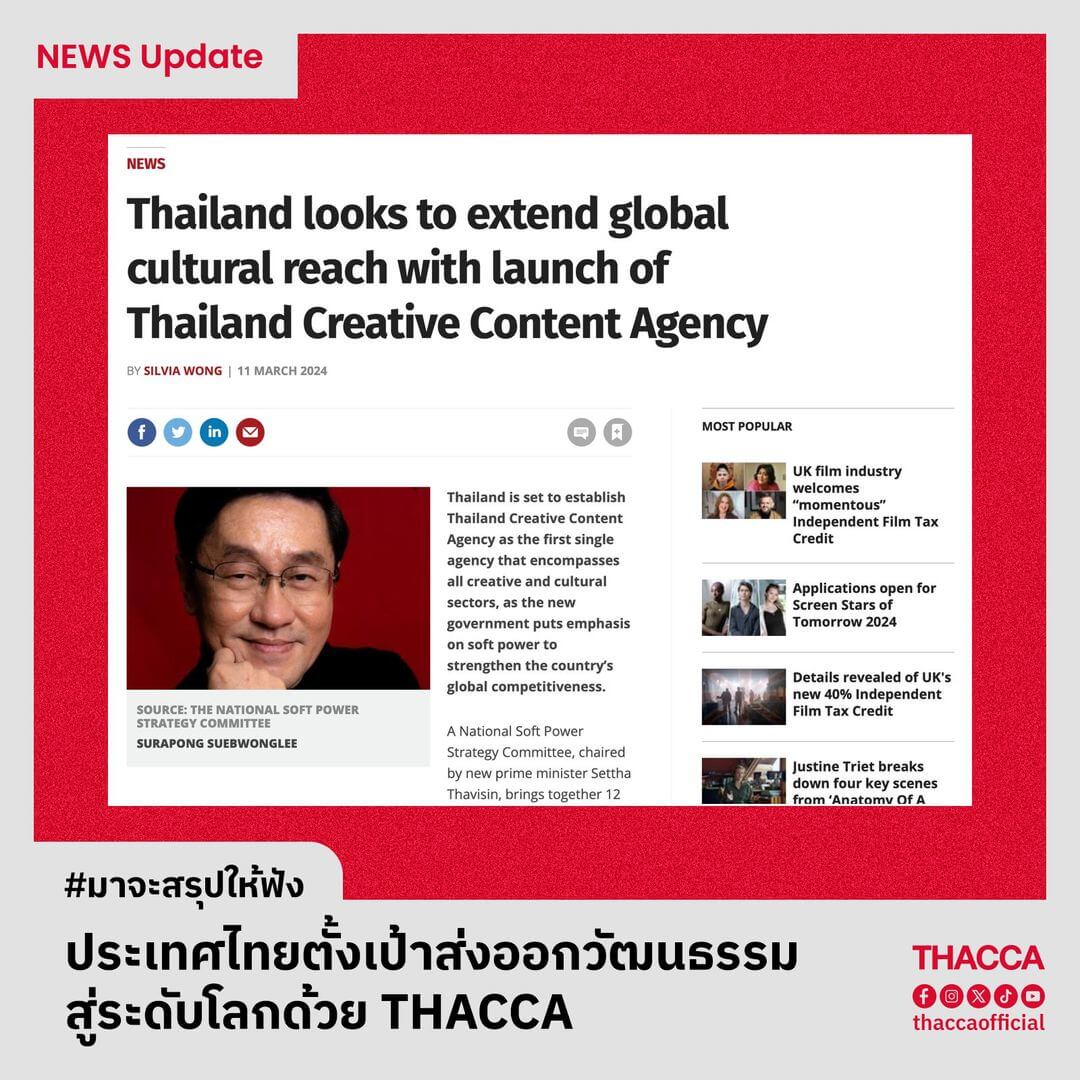 NEWS Update
NEWS
Thailand looks to extend global
cultural reach with launch of
Thailand Creative Content Agency
BY SILVIA WONG | 11 MARCH 2024
MOST POPULAR
UK film industry
welcomes
“momentous”
Independent Film Tax
Credit
Applications open for
Screen Stars of
Tomorrow 2024
Details revealed of UK's
new 40% Independent
Film Tax Credit
Justine Triet breaks
down four key scenes
from ‘Anatomy Of A
SOURCE: THE NATIONAL SOFT POWER
STRATEGY COMMITTEE
SURAPONG SUEBWONGLEE
Thailand is set to establish
Thailand Creative Content
Agency as the first single
agency that encompasses
all creative and cultural
sectors, as the new
government puts emphasis
on soft power to
strengthen the country’s
global competitiveness.
A National Soft Power
Strategy Committee, chaired
by new prime minister Settha
Thavisin, brings together 12
#มาจะสรุปให้ฟัง
ประเทศไทยตั้งเป้าส่งออกวัฒนธรรม
สู่ระดับโลกด้วย THACCA
THACCA
thaccaofficial